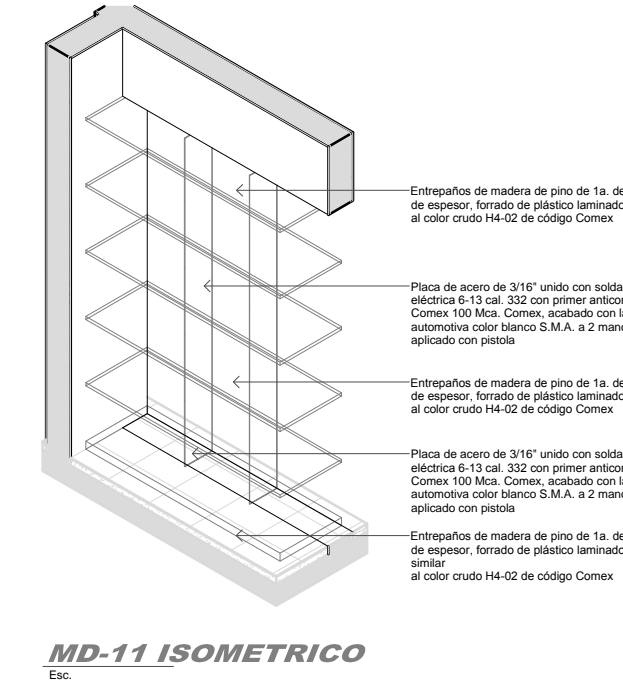 Entrepaños de madera de pino de 1a. de
de espesor, forrado de plástico laminado
al color crudo H4-02 de código Comex
Placa de acero de 3/16" unido con solda
eléctrica 6-13 cal. 332 con primer anticor
Comex 100 Mca. Comex, acabado con la
automotiva color blanco S.M.A. a 2 mano
aplicado con pistola
Entrepaños de madera de pino de 1a. de
de espesor, forrado de plástico laminado
al color crudo H4-02 de código Comex
Placa de acero de 3/16" unido con solda
eléctrica 6-13 cal. 332 con primer anticor
Comex 100 Mca. Comex, acabado con la
automotiva color blanco S.M.A. a 2 mano
aplicado con pistola
Entrepaños de madera de pino de 1a. de
de espesor, forrado de plástico laminado
similar
al color crudo H4-02 de código Comex
MD-11 ISOMETRICO
Esc.